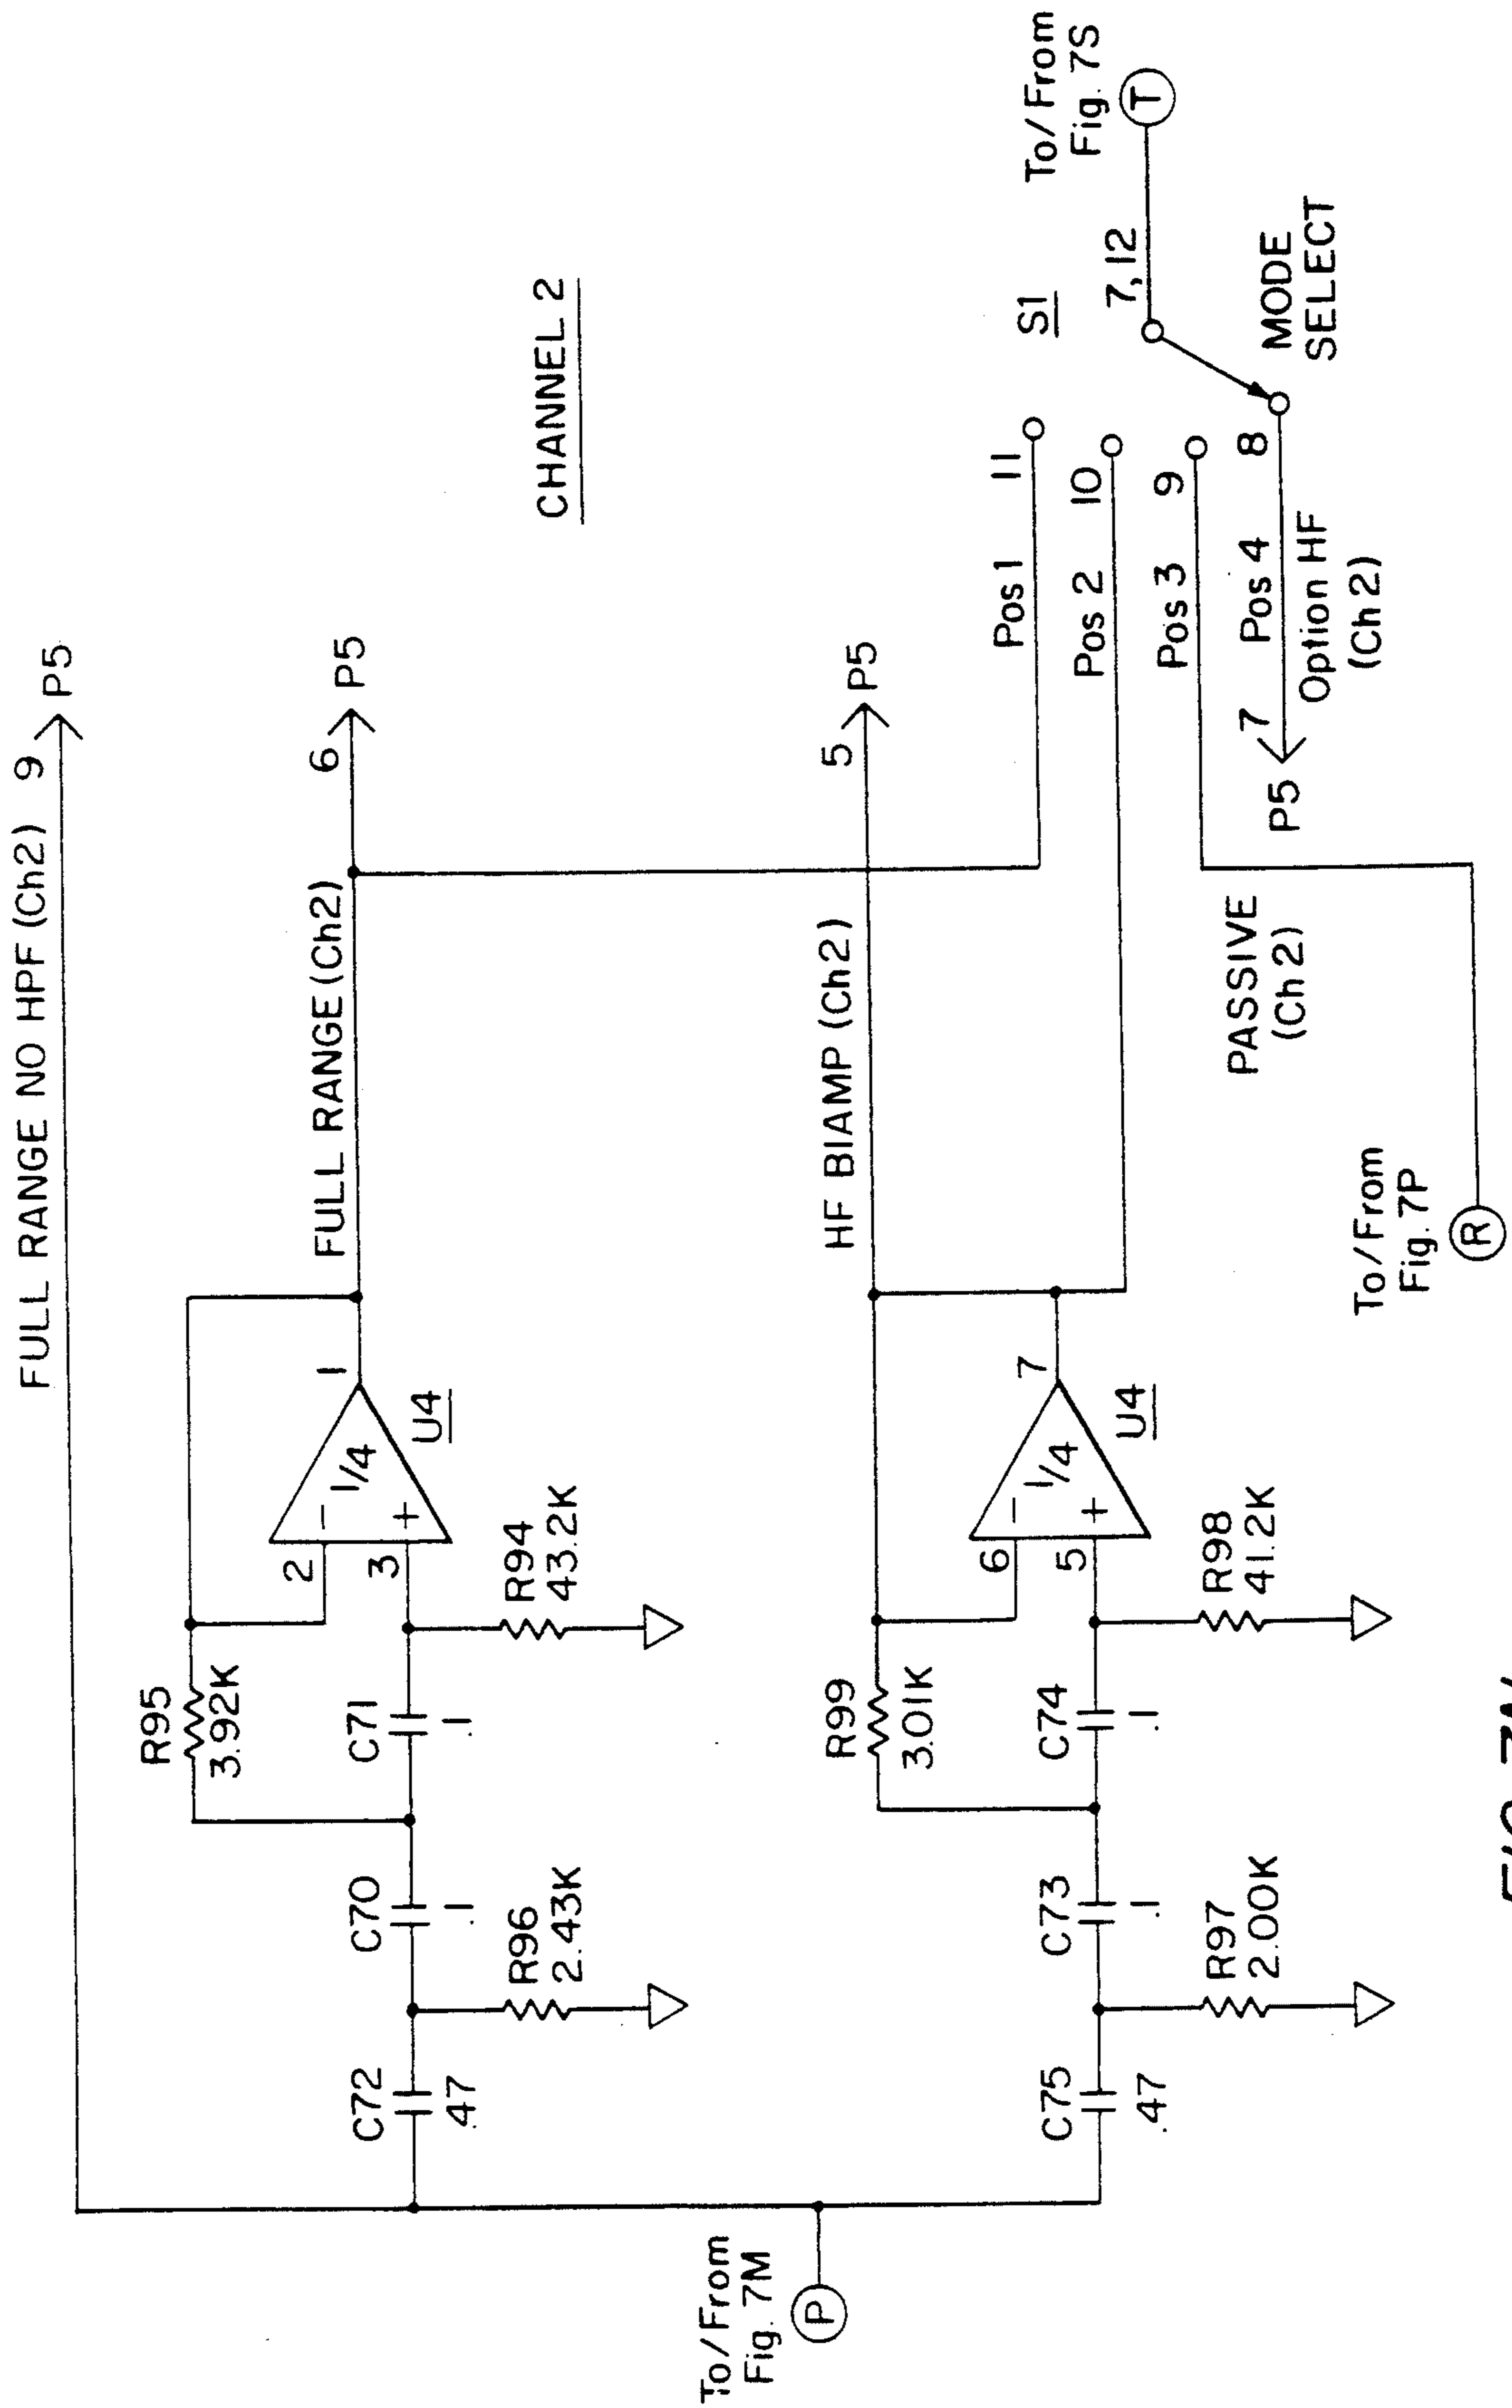 FULL RANGE NO HPF (Ch2) 9 P5
R95
3.92K
FULL RANGE (Ch2)
6 P5
2
3
1/4
−
+
1
U4
C72
.47
C70
.1
C71
.1
R96
2.43K
R94
43.2K
CHANNEL 2
To/From
Fig. 7M
P
R99
3.01K
HF BIAMP (Ch2)
5 P5
6
5
1/4
−
+
7
U4
C75
.47
C73
.1
C74
.1
R97
2.00K
R98
41.2K
Pos 1 11
Pos 2 10
Pos 3 9
P5 7 Pos 4 8
Option HF
(Ch 2)
S1
7, 12
MODE
SELECT
To/From
Fig. 7S
T
PASSIVE
(Ch 2)
To/From
Fig. 7P
R